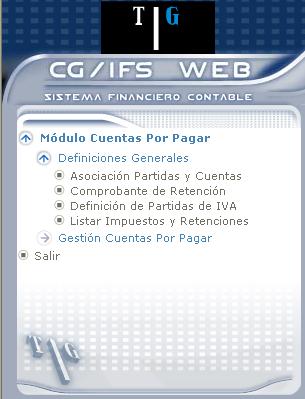 T G
CG/IFS WEB
SISTEMA FINANCIERO CONTABLE
Módulo Cuentas Por Pagar
Definiciones Generales
Asociación Partidas y Cuentas
Comprobante de Retención
Definición de Partidas de IVA
Listar Impuestos y Retenciones
Gestión Cuentas Por Pagar
Salir
T G